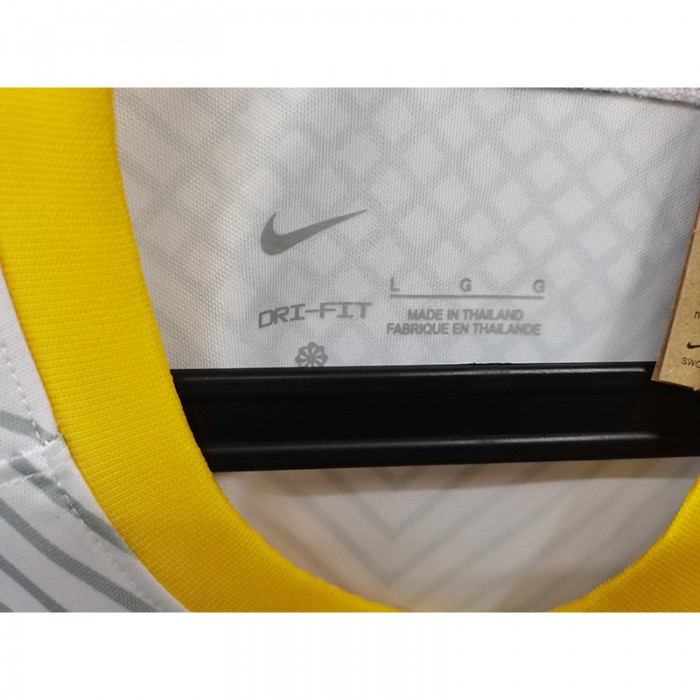 L G G
DRI-FIT
MADE IN THAILAND
FABRIQUE EN THAILANDE